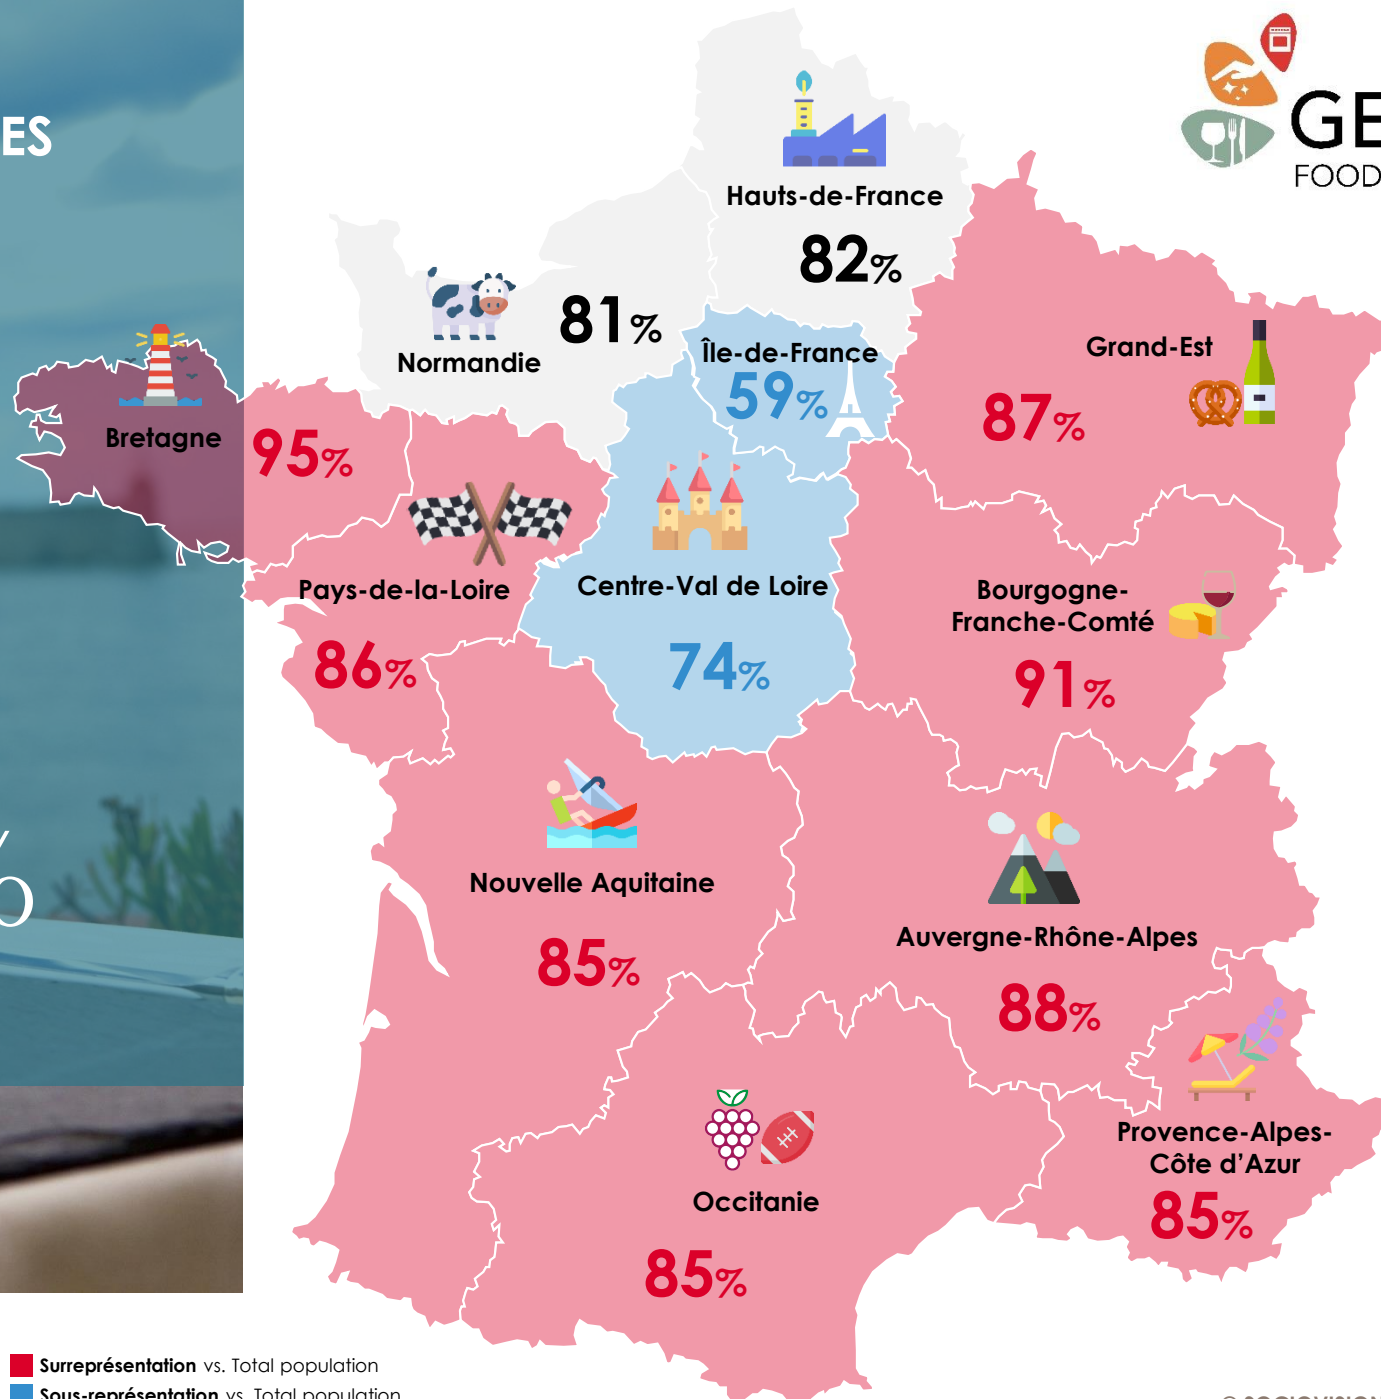 ES
GE
FOOD
Hauts-de-France
82%
Normandie
81%
Île-de-France
59%
Grand-Est
87%
Bretagne
95%
Pays-de-la-Loire
86%
Centre-Val de Loire
74%
Bourgogne-
Franche-Comté
91%
Nouvelle Aquitaine
85%
Auvergne-Rhône-Alpes
88%
Provence-Alpes-
Côte d’Azur
85%
Occitanie
85%
%
Surreprésentation vs. Total population
Sous-représentation vs. Total population
© SOCIOVISION